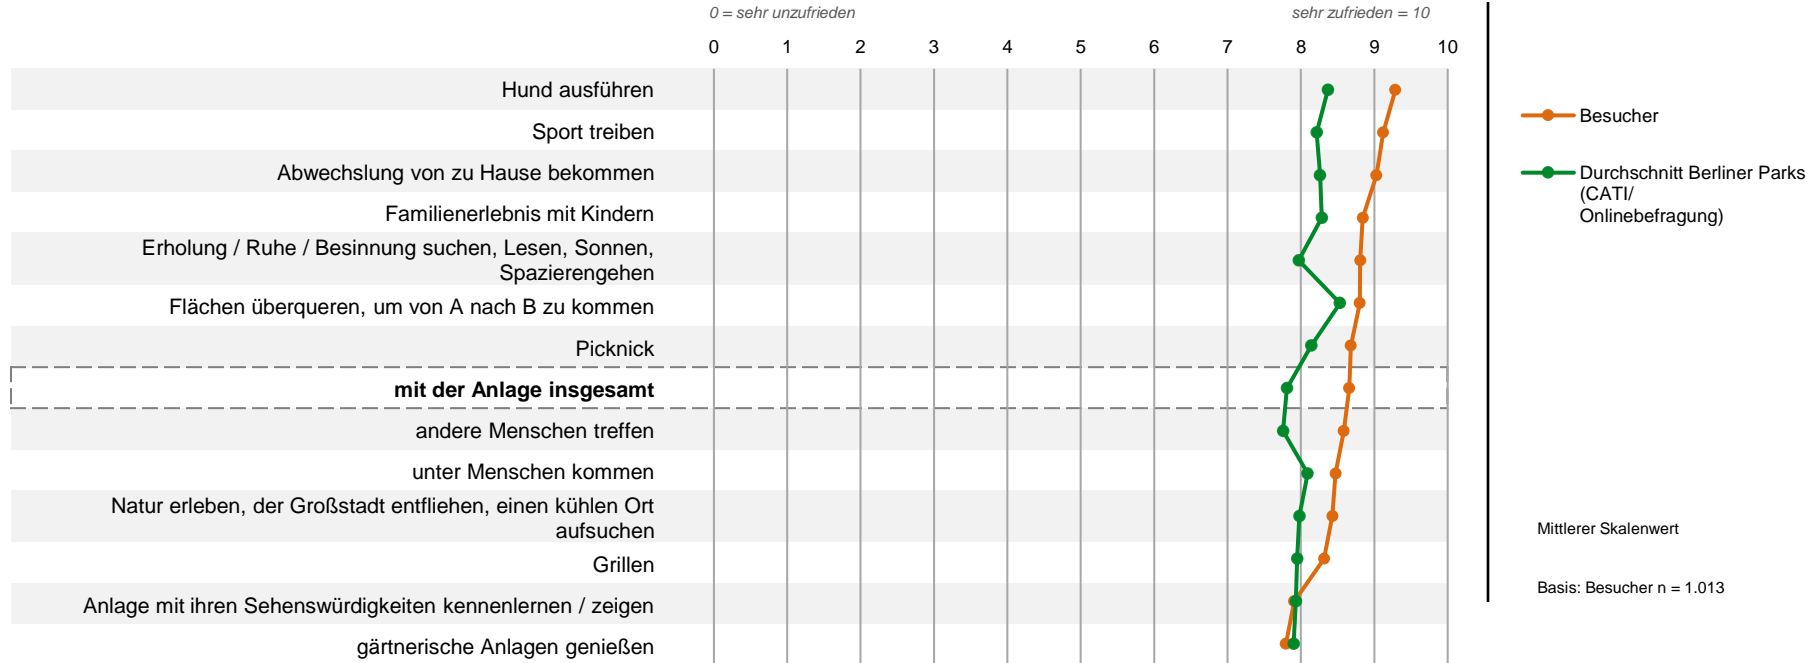 0 = sehr unzufrieden
sehr zufrieden = 10
0 1 2 3 4 5 6 7 8 9 10
Hund ausführen
Sport treiben
Abwechslung von zu Hause bekommen
Familienerlebnis mit Kindern
Erholung / Ruhe / Besinnung suchen, Lesen, Sonnen,
Spazierengehen
Flächen überqueren, um von A nach B zu kommen
Picknick
mit der Anlage insgesamt
andere Menschen treffen
unter Menschen kommen
Natur erleben, der Großstadt entfliehen, einen kühlen Ort
aufsuchen
Grillen
Anlage mit ihren Sehenswürdigkeiten kennenlernen / zeigen
gärtnerische Anlagen genießen
Besucher
Durchschnitt Berliner Parks
(CATI/
Onlinebefragung)
Mittlerer Skalenwert
Basis: Besucher n = 1.013